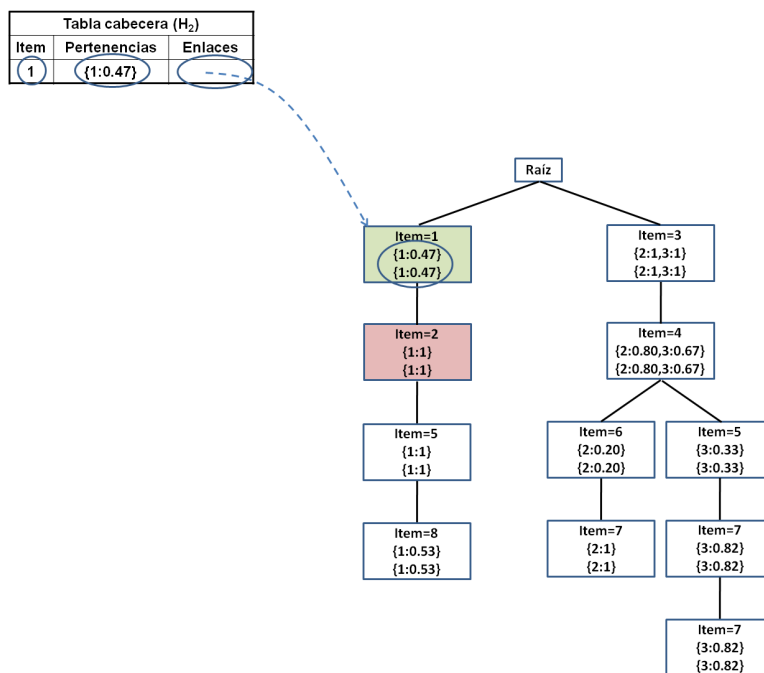 Tabla cabecera (H2)
Item Pertenencias Enlaces
1 {1:0.47}
Raíz
Item=1
{1:0.47}
{1:0.47}
Item=3
{2:1,3:1}
{2:1,3:1}
Item=2
{1:1}
{1:1}
Item=4
{2:0.80,3:0.67}
{2:0.80,3:0.67}
Item=5
{1:1}
{1:1}
Item=6
{2:0.20}
{2:0.20}
Item=5
{3:0.33}
{3:0.33}
Item=8
{1:0.53}
{1:0.53}
Item=7
{2:1}
{2:1}
Item=7
{3:0.82}
{3:0.82}
Item=7
{3:0.82}
{3:0.82}